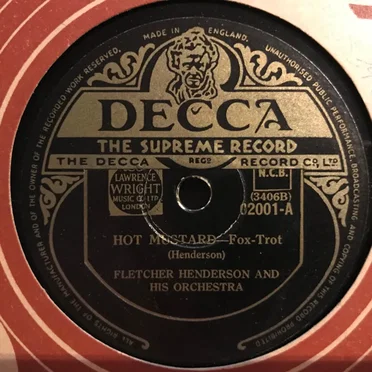 MADE IN ENGLAND.
ALL RIGHTS OF THE MANUFACTURER AND OF THE OWNER OF THE RECORDED WORK RESERVED.
UNAUTHORISED PUBLIC PERFORMANCE, BROADCASTING AND COPYING OF THIS RECORD PROHIBITED
DECCA
THE SUPREME RECORD
THE DECCA REGD RECORD CO, LTD
LAWRENCE
WRIGHT
MUSIC Co LTD
LONDON
N.C.B.
(3406B)
02001-A
HOT MUSTARD—Fox-Trot
(Henderson)
FLETCHER HENDERSON AND
HIS ORCHESTRA